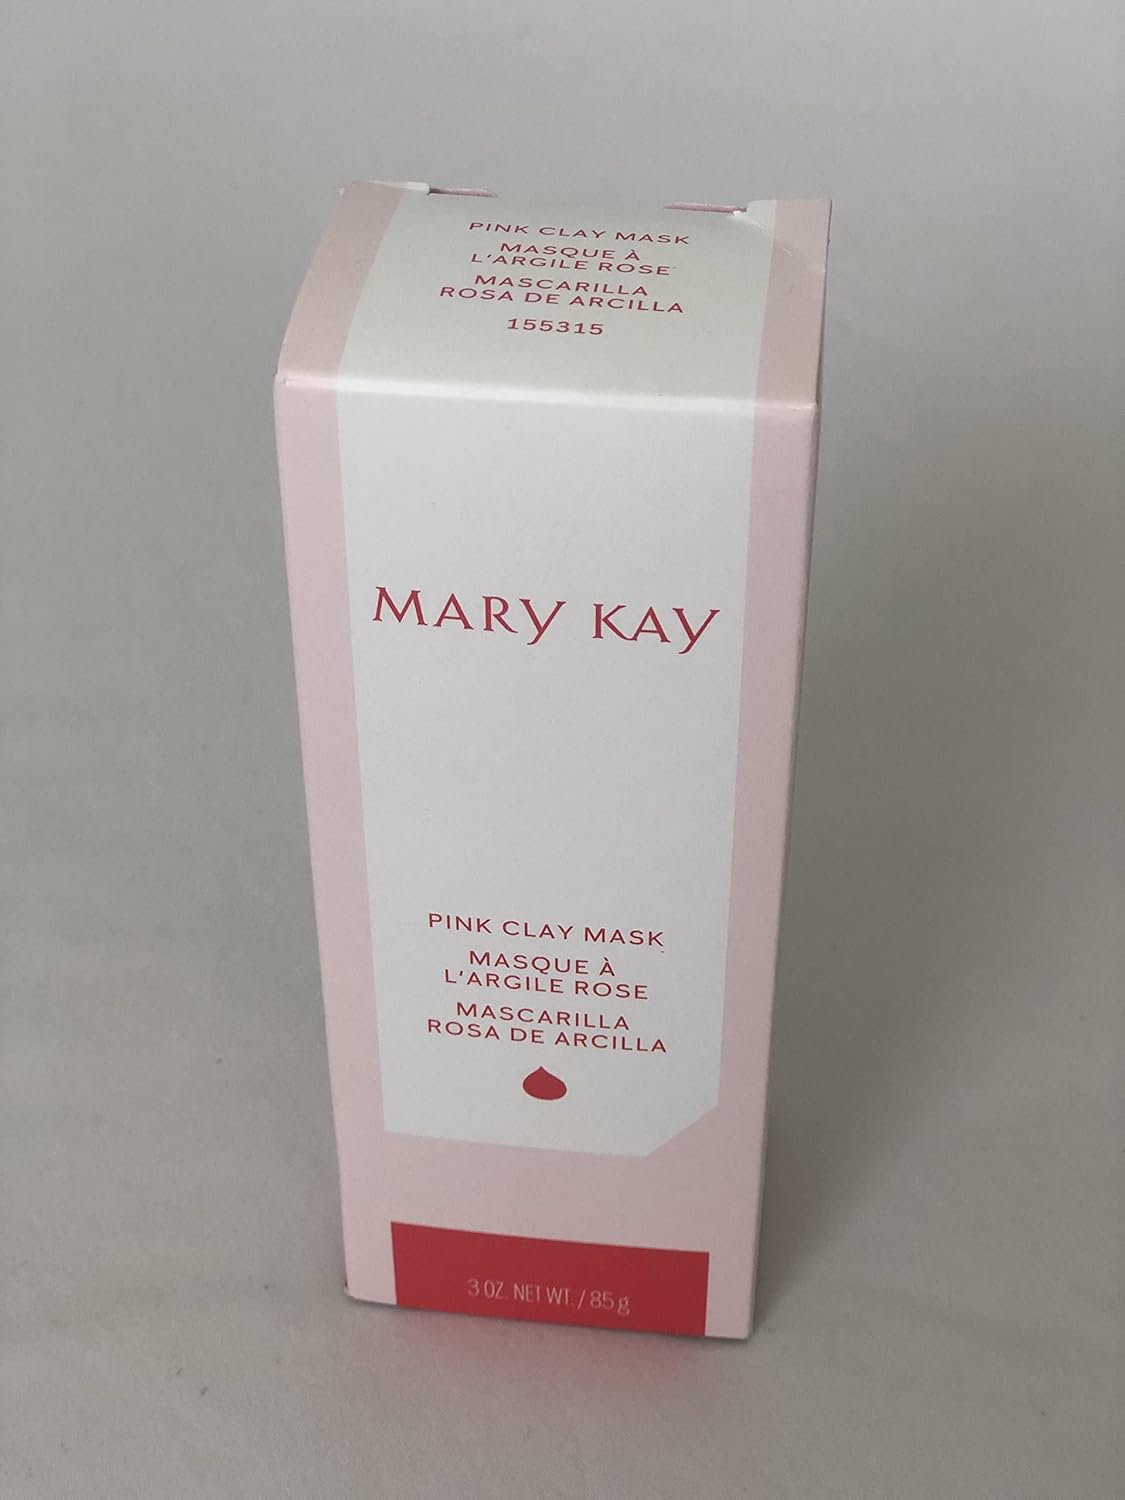 PINK CLAY MASK
MASQUE À
L'ARGILE ROSE
MASCARILLA
ROSA DE ARCILLA
155315
MARY KAY
PINK CLAY MASK
MASQUE À
L'ARGILE ROSE
MASCARILLA
ROSA DE ARCILLA
3 OZ. NET WT. / 85 g